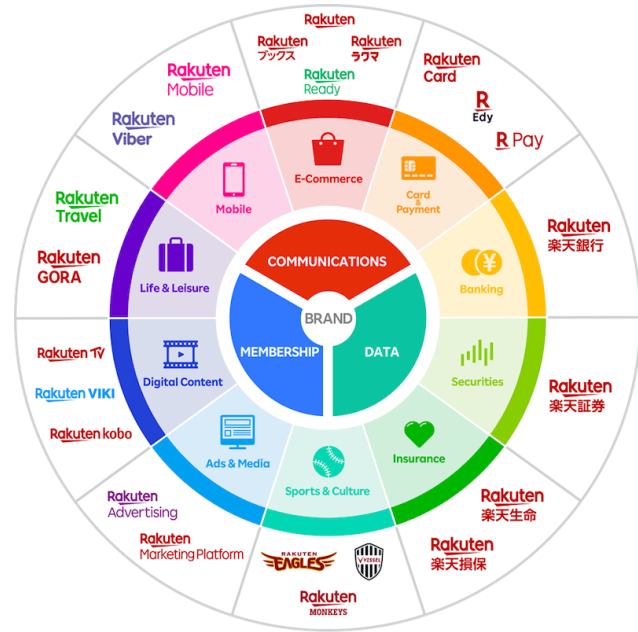 Rakuten
Rakuten
ブックス
Rakuten
ラクマ
Rakuten
Ready
Rakuten
Card
R
Edy
R Pay
Rakuten
楽天銀行
Rakuten
楽天証券
Rakuten
楽天生命
Rakuten
楽天損保
RAKUTEN
EAGLES
VISSEL
Rakuten
MONKEYS
Rakuten
Marketing Platform
Rakuten
Advertising
Rakuten kobo
Rakuten VIKI
Rakuten TV
Rakuten
GORA
Rakuten
Travel
Rakuten
Viber
Rakuten
Mobile
E-Commerce
Card
&
Payment
¥
Banking
Securities
Insurance
Sports & Culture
Ads & Media
Digital Content
Life & Leisure
Mobile
COMMUNICATIONS
BRAND
MEMBERSHIP
DATA